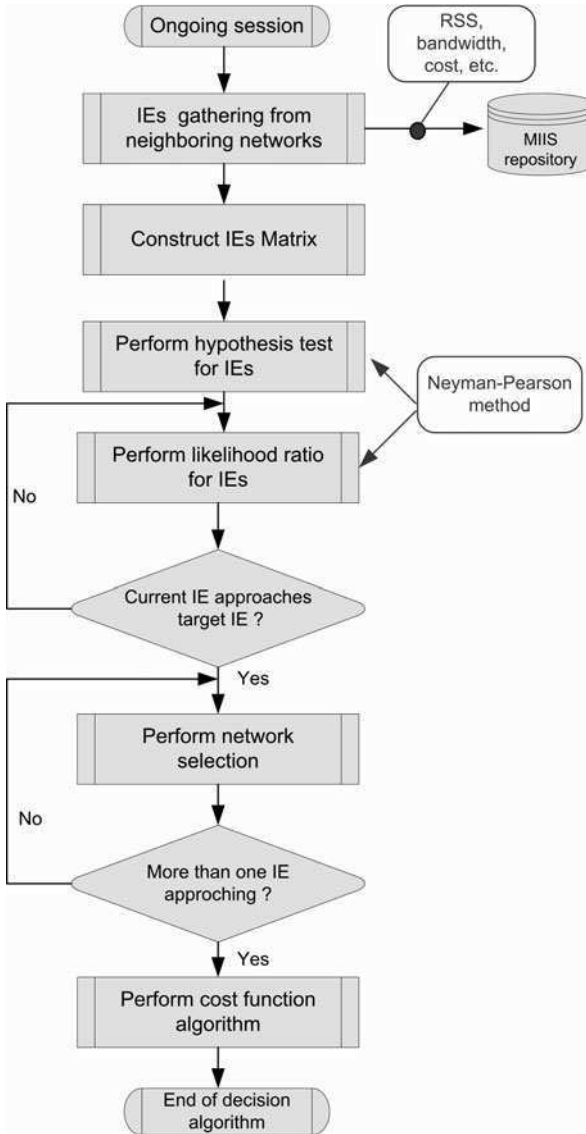 Ongoing session
RSS,
bandwidth,
cost, etc.
IEs gathering from
neighboring networks
MIIS
repository
Construct IEs Matrix
Perform hypothesis test
for IEs
Neyman-Pearson
method
Perform likelihood ratio
for IEs
No
Current IE approaches
target IE ?
Yes
Perform network
selection
No
More than one IE
approching ?
Yes
Perform cost function
algorithm
End of decision
algorithm